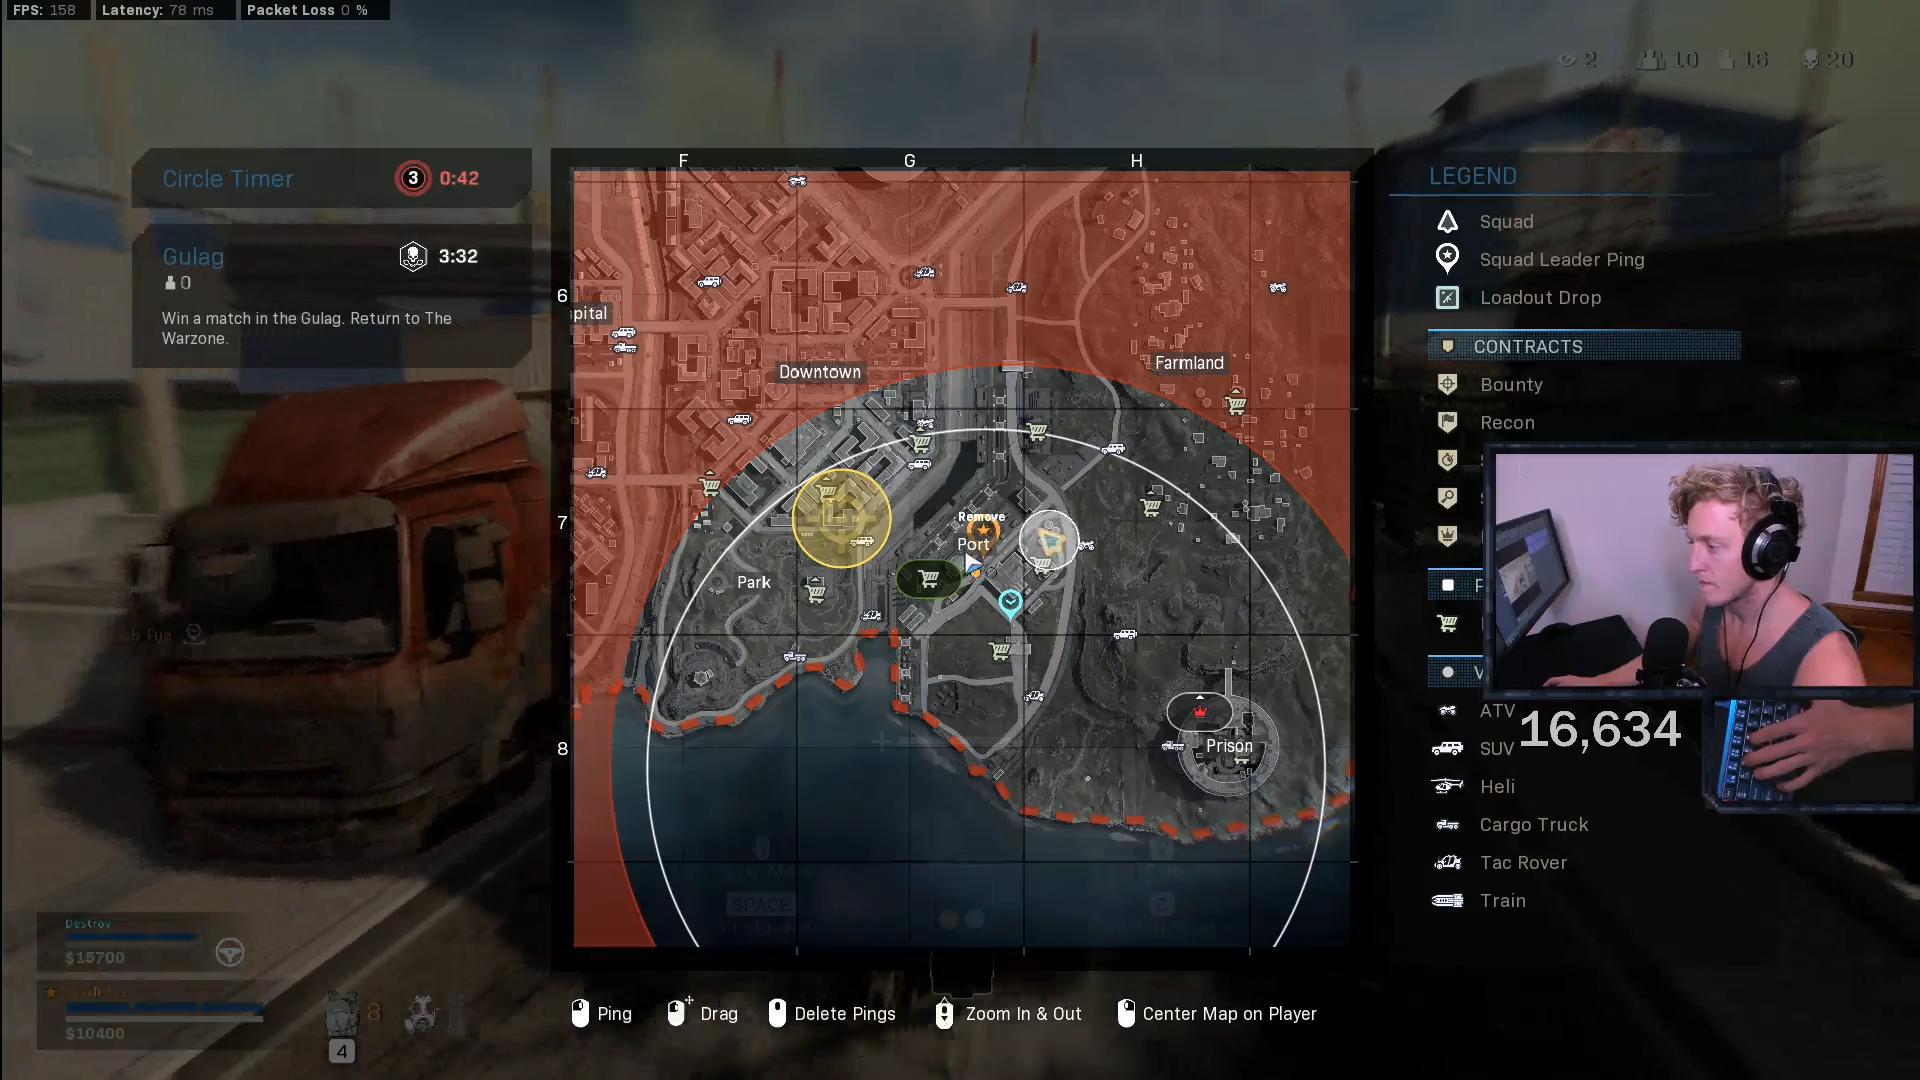 FPS: 158 Latency: 78 ms Packet Loss 0 %
2 10 16 20
Circle Timer 3 0:42
Gulag 3:32
0
Win a match in the Gulag. Return to The
Warzone.
F G H
6
7
8
pital
Downtown
Farmland
Remove
Port
Park
Prison
LEGEND
Squad
Squad Leader Ping
Loadout Drop
CONTRACTS
Bounty
Recon
ATV
SUV
Heli
Cargo Truck
Tac Rover
Train
16,634
SPACE
C
Destroy
$15700
$10400
8
4
Ping Drag Delete Pings Zoom In & Out Center Map on Player